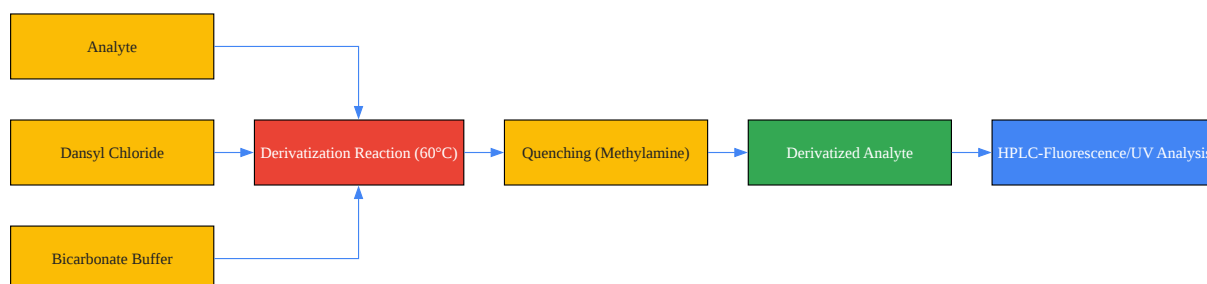 Analyte
Dansyl Chloride
Derivatization Reaction (60°C)
Quenching (Methylamine)
Derivatized Analyte
HPLC-Fluorescence/UV Analysis
Bicarbonate Buffer